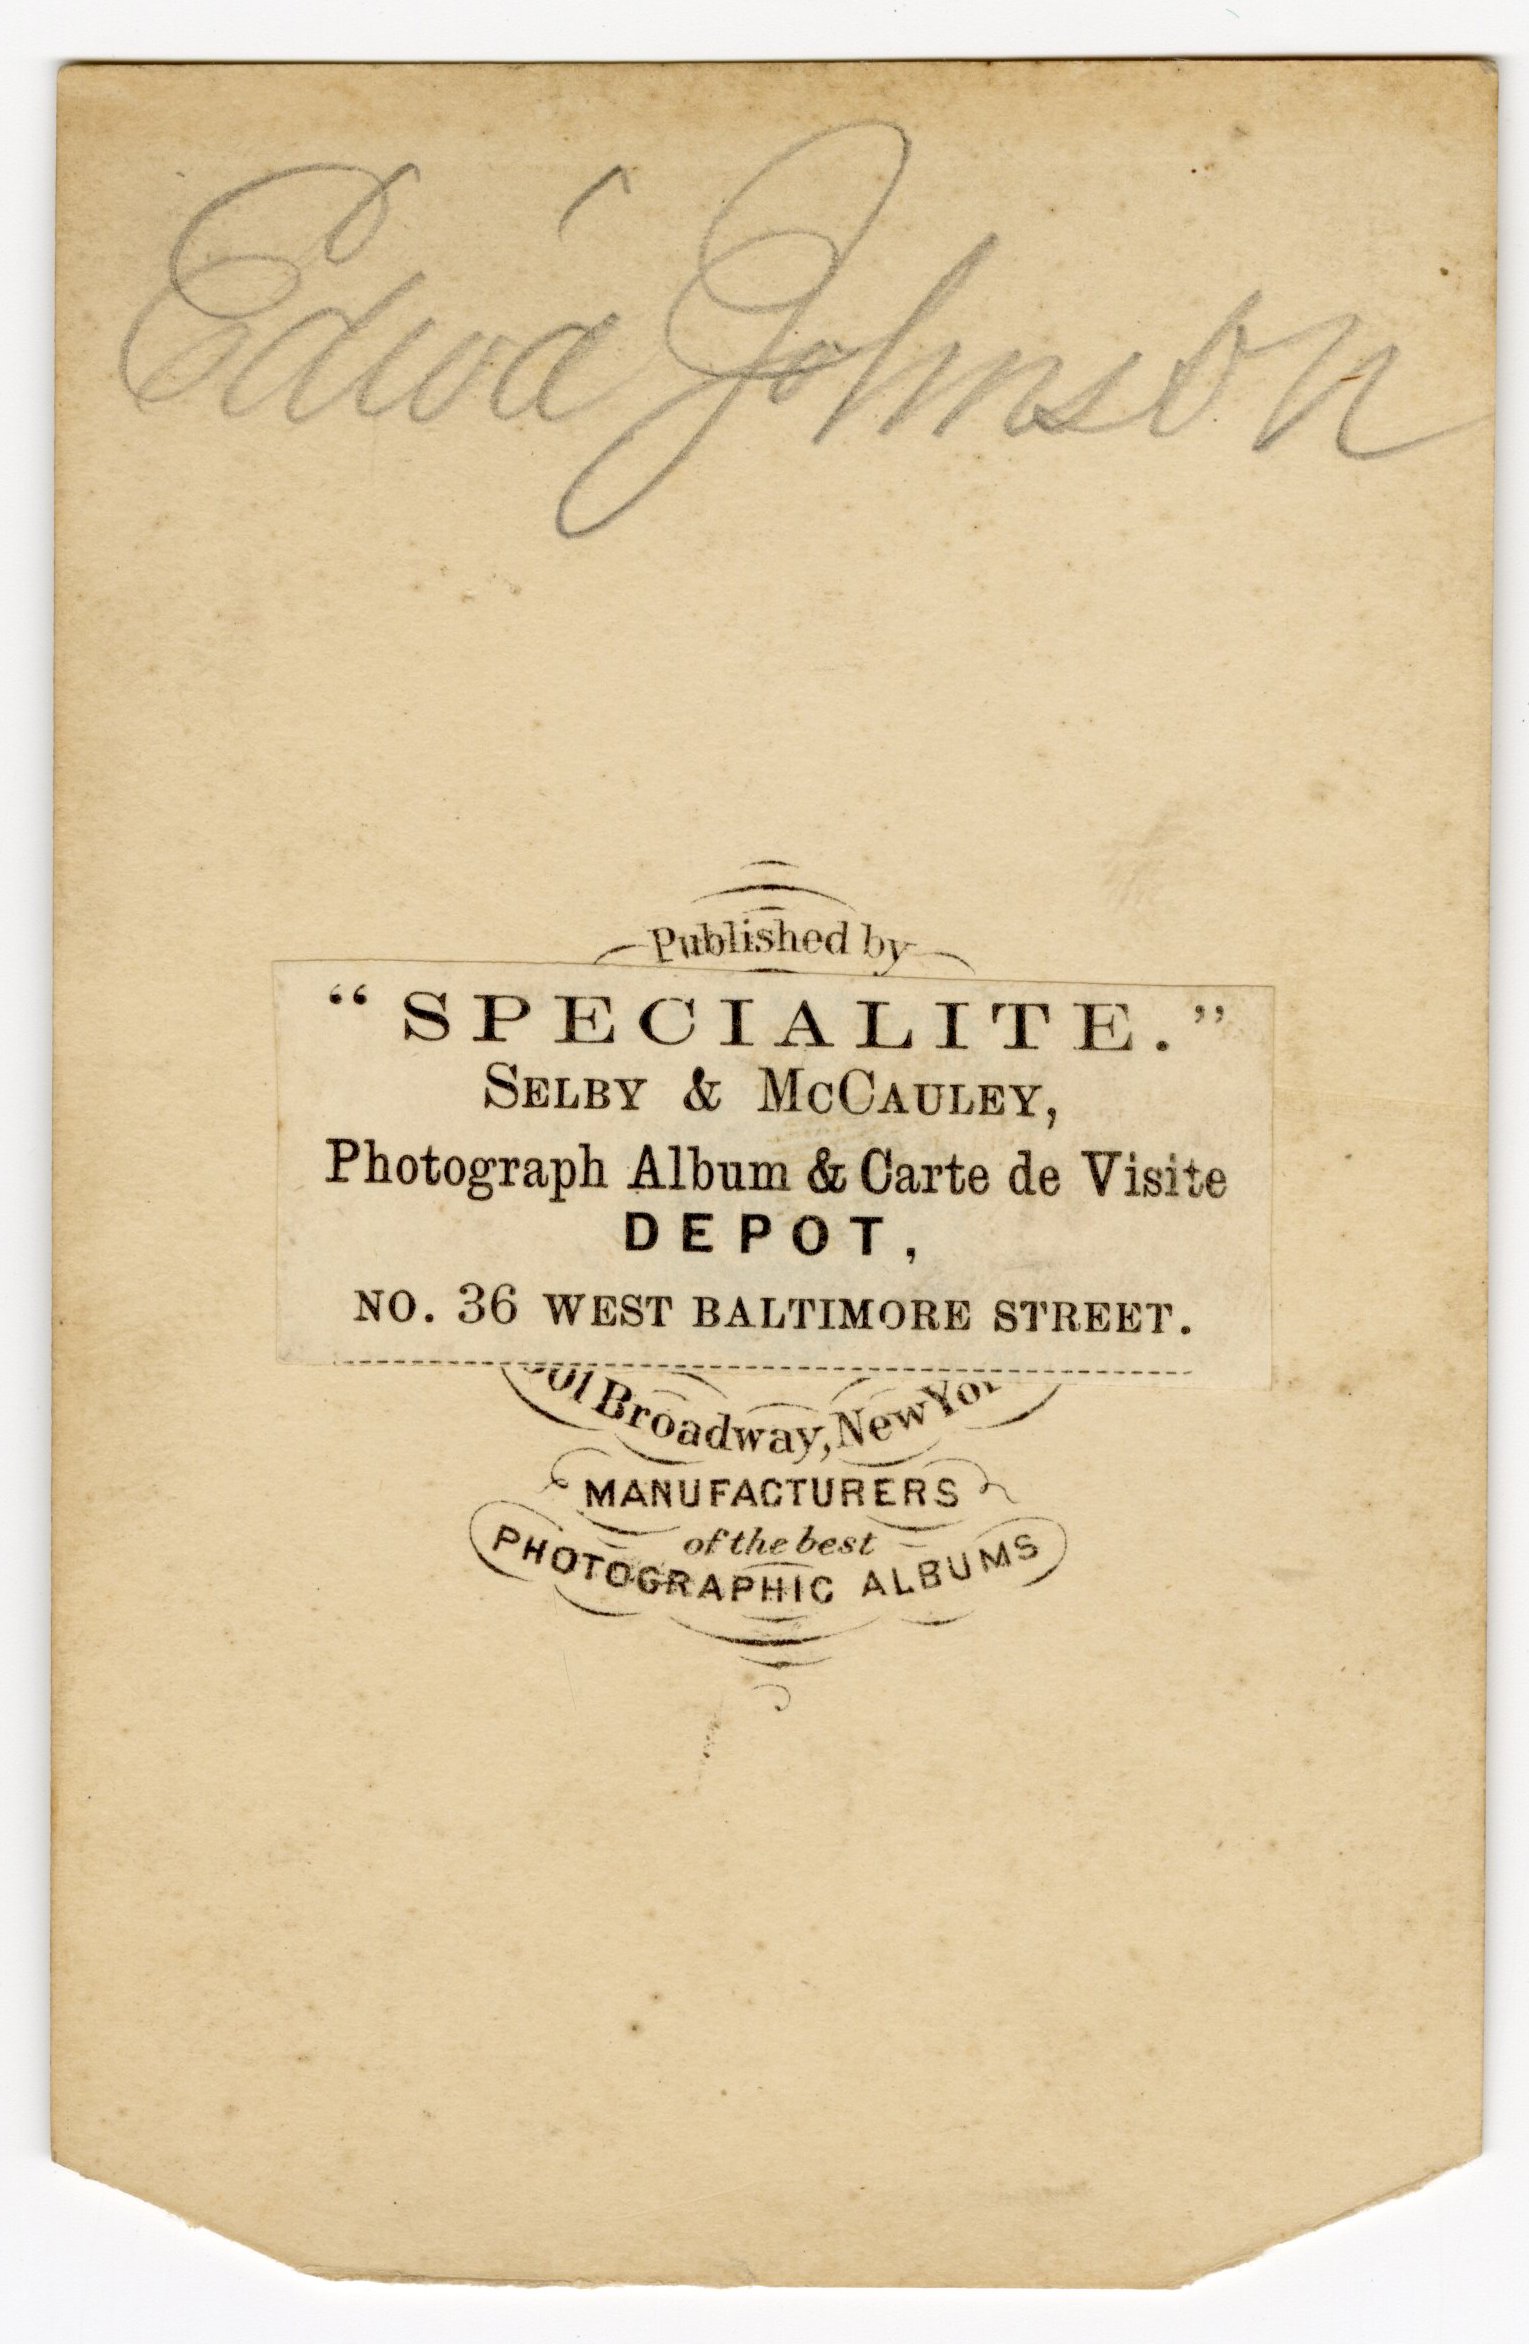 Edwd Johnson
Published by
"SPECIALITE."
SELBY & McCAULEY,
Photograph Album & Carte de Visite
DEPOT,
NO. 36 WEST BALTIMORE STREET.
Broadway, New
MANUFACTURERS
of the best
PHOTOGRAPHIC ALBUMS